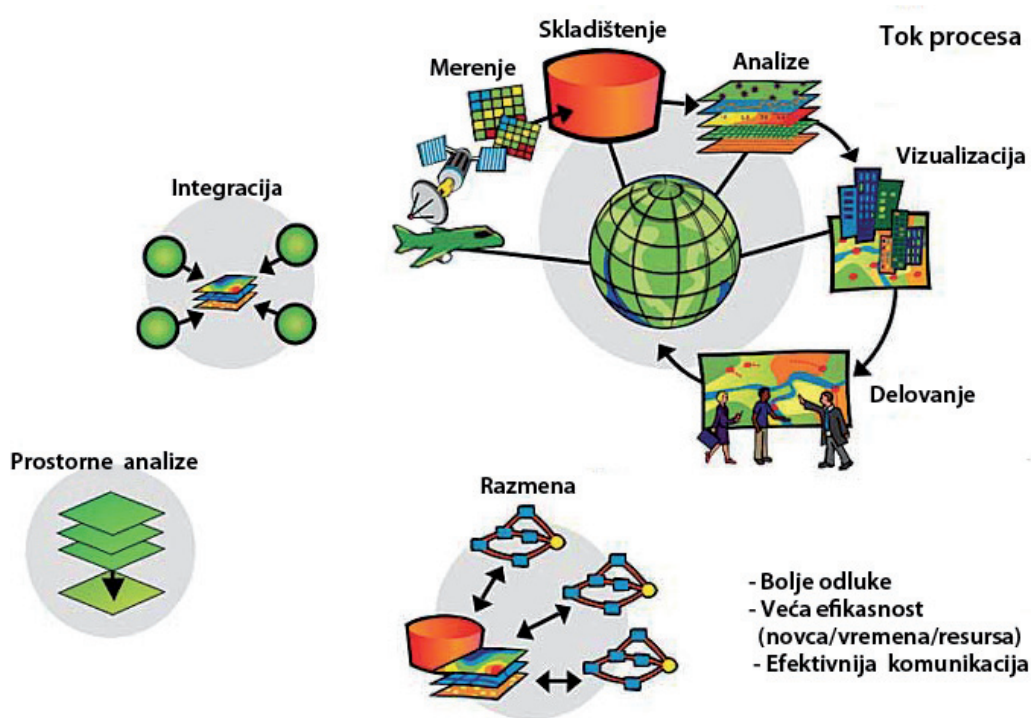 Tok procesa
Skladištenje
Merenje
Analize
Vizualizacija
Delovanje
Integracija
Prostorne analize
Razmena
- Bolje odluke
- Veća efikasnost
(novca/vremena/resursa)
- Efektivnija komunikacija